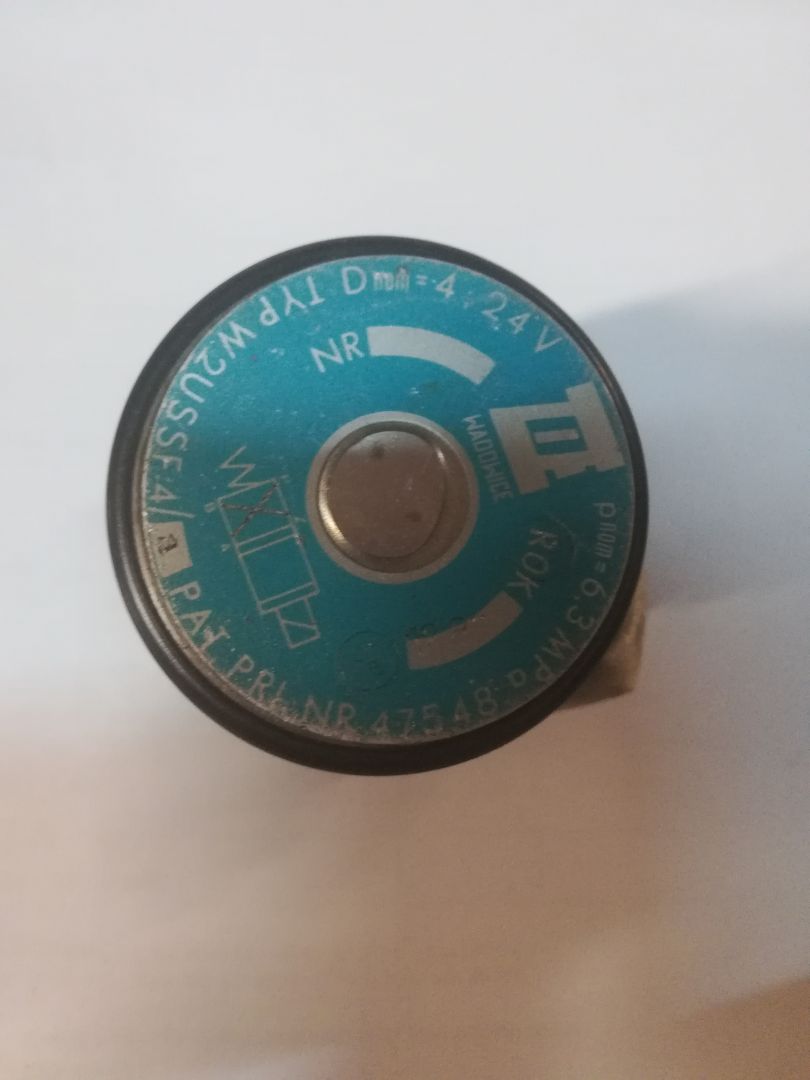 TYP W2USSF4/
Dnom=4 24V
pnom=6,3MPa
PAT. PRL NR 47548
NR
WADOWICE
ROK
B A